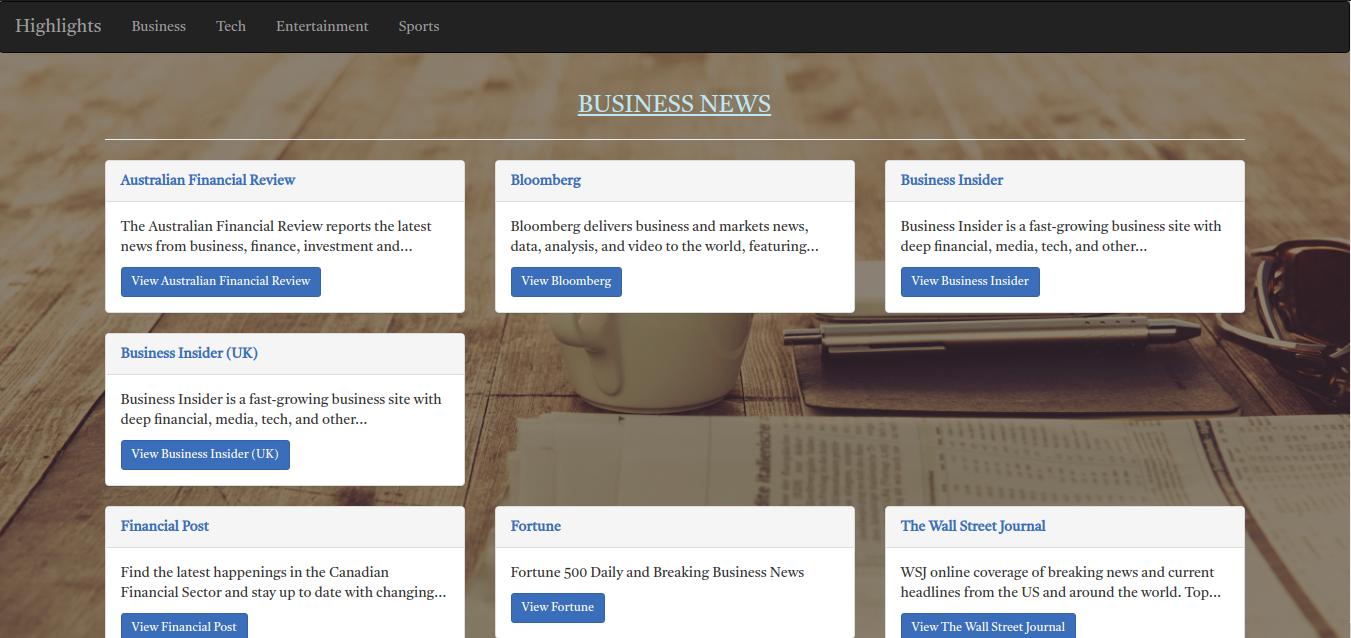 Highlights Business Tech Entertainment Sports
BUSINESS NEWS
Australian Financial Review
The Australian Financial Review reports the latest
news from business, finance, investment and...
View Australian Financial Review
Bloomberg
Bloomberg delivers business and markets news,
data, analysis, and video to the world, featuring...
View Bloomberg
Business Insider
Business Insider is a fast-growing business site with
deep financial, media, tech, and other...
View Business Insider
Business Insider (UK)
Business Insider is a fast-growing business site with
deep financial, media, tech, and other...
View Business Insider (UK)
Financial Post
Find the latest happenings in the Canadian
Financial Sector and stay up to date with changing...
View Financial Post
Fortune
Fortune 500 Daily and Breaking Business News
View Fortune
The Wall Street Journal
WSJ online coverage of breaking news and current
headlines from the US and around the world. Top...
View The Wall Street Journal